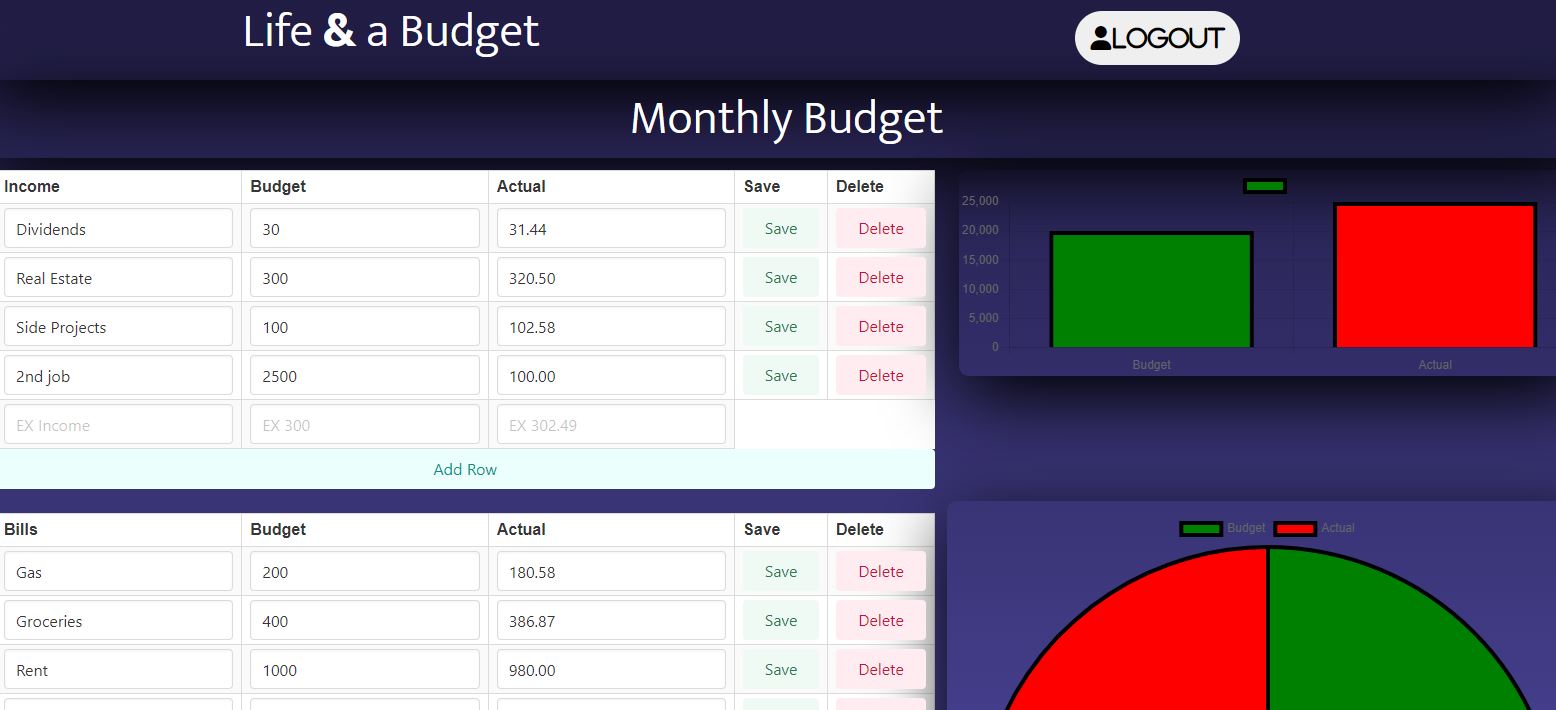 Life & a Budget
LOGOUT
Monthly Budget
Income Budget Actual Save Delete
Dividends 30 31.44 Save Delete
Real Estate 300 320.50 Save Delete
Side Projects 100 102.58 Save Delete
2nd job 2500 100.00 Save Delete
EX Income EX 300 EX 302.49
Add Row
Bills Budget Actual Save Delete
Gas 200 180.58 Save Delete
Groceries 400 386.87 Save Delete
Rent 1000 980.00 Save Delete
25,000
20,000
15,000
10,000
5,000
0
Budget Actual
Budget Actual